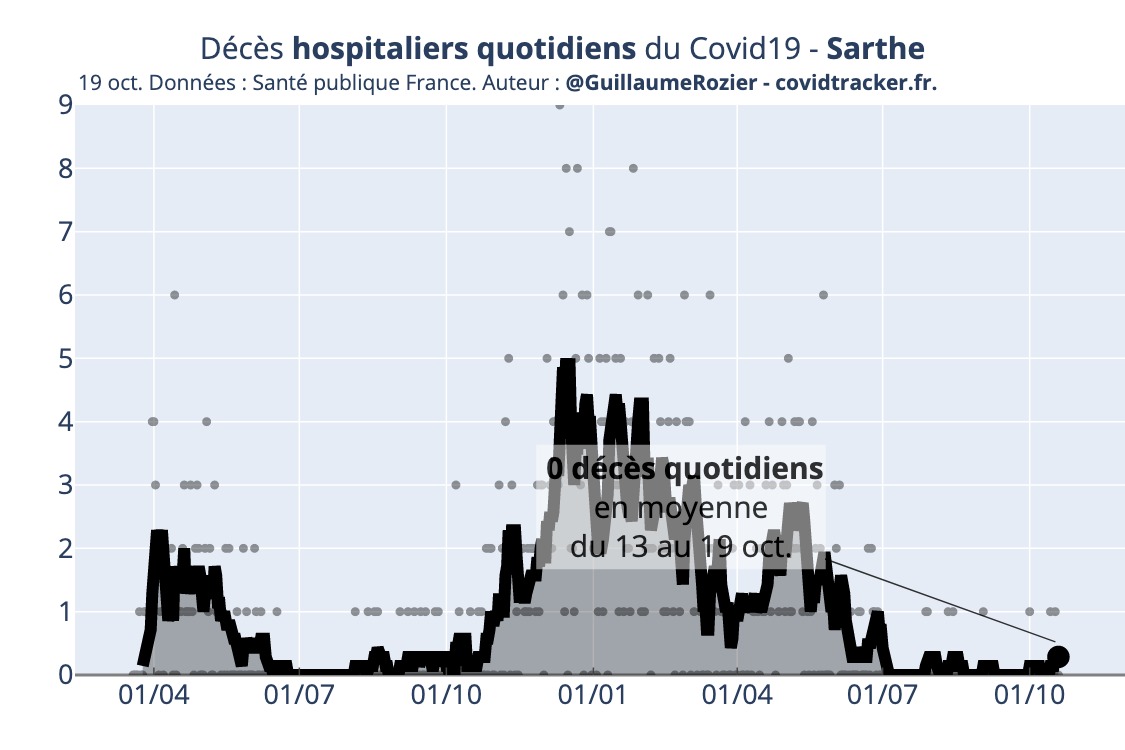 Décès hospitaliers quotidiens du Covid19 - Sarthe
19 oct. Données : Santé publique France. Auteur : @GuillaumeRozier - covidtracker.fr.
9
8
7
6
5
4
3
2
1
0
0 décès quotidiens
en moyenne
du 13 au 19 oct.
01/04 01/07 01/10 01/01 01/04 01/07 01/10